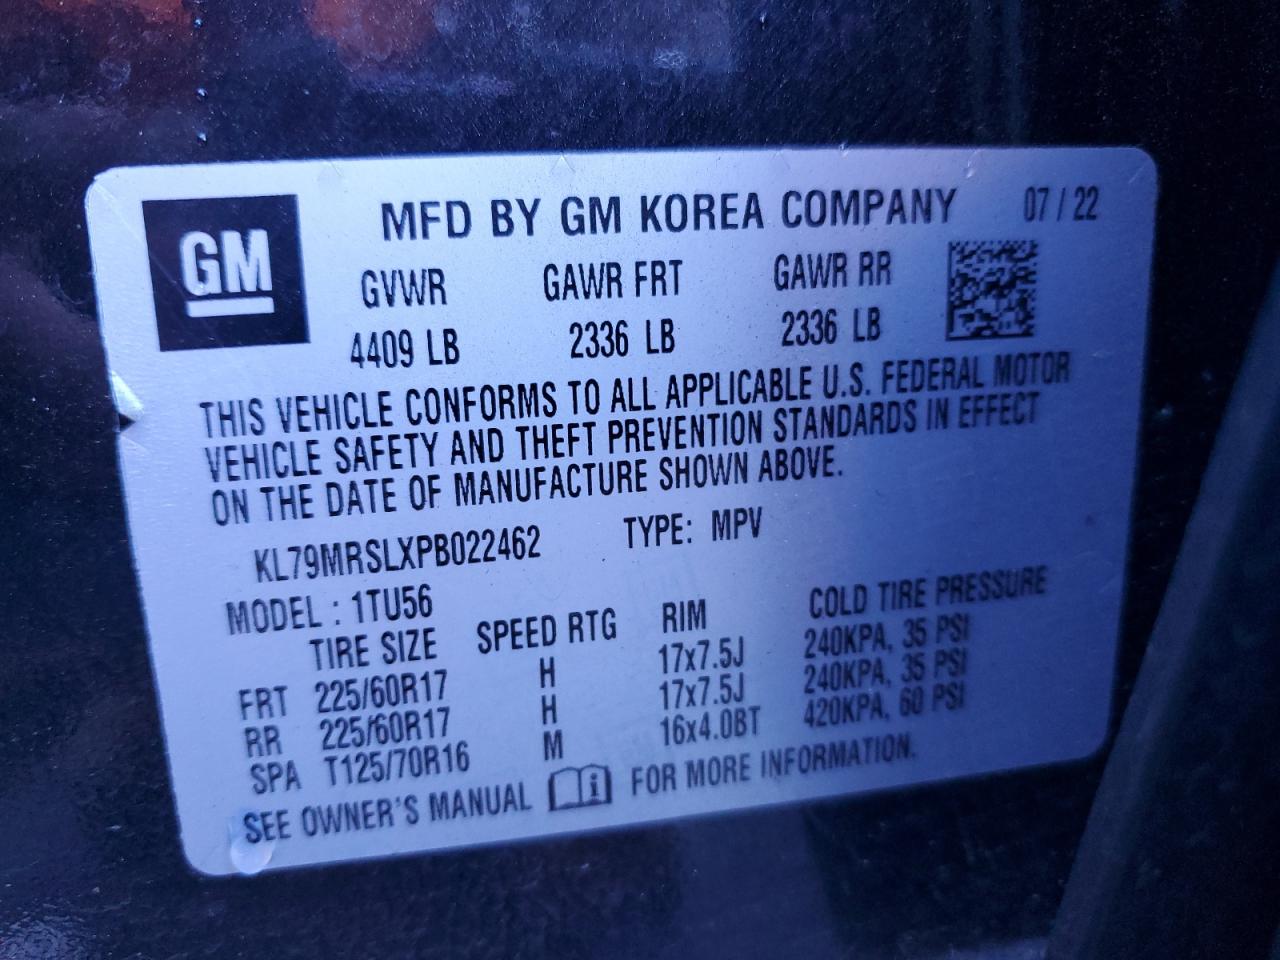 GM
MFD BY GM KOREA COMPANY 07 / 22
GVWR GAWR FRT GAWR RR
4409 LB 2336 LB 2336 LB
THIS VEHICLE CONFORMS TO ALL APPLICABLE U.S. FEDERAL MOTOR
VEHICLE SAFETY AND THEFT PREVENTION STANDARDS IN EFFECT
ON THE DATE OF MANUFACTURE SHOWN ABOVE.
KL79MRSLXPB022462 TYPE: MPV
MODEL : 1TU56
TIRE SIZE SPEED RTG RIM COLD TIRE PRESSURE
FRT 225/60R17 H 17x7.5J 240KPA, 35 PSI
RR 225/60R17 H 17x7.5J 240KPA, 35 PSI
SPA T125/70R16 M 16x4.0BT 420KPA, 60 PSI
SEE OWNER'S MANUAL i FOR MORE INFORMATION.